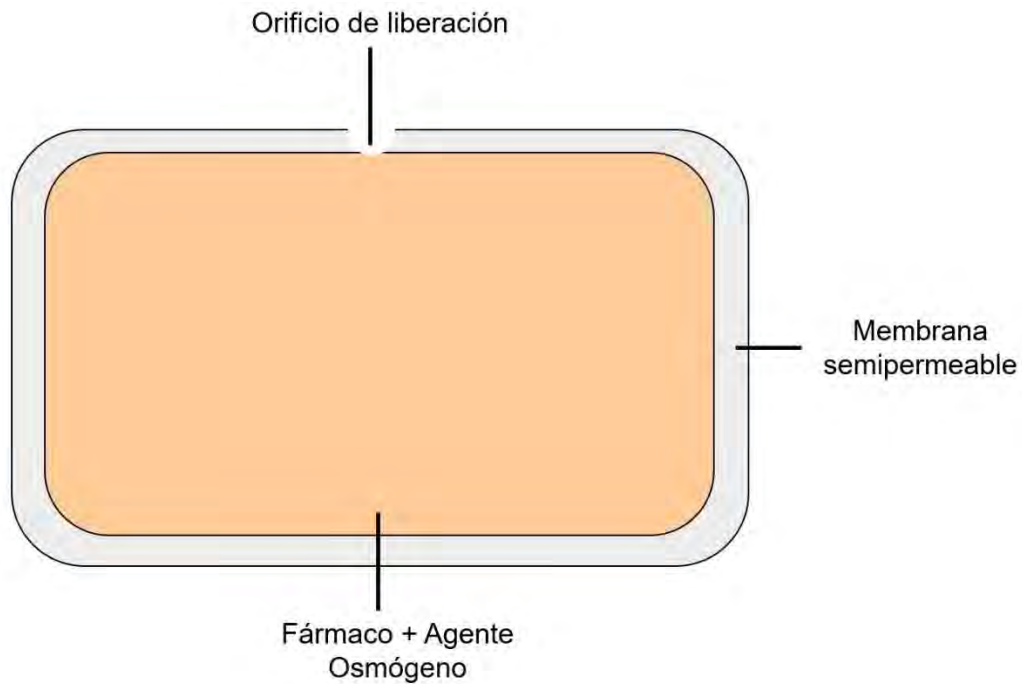 Orificio de liberación
Membrana
semipermeable
Fármaco + Agente
Osmógeno